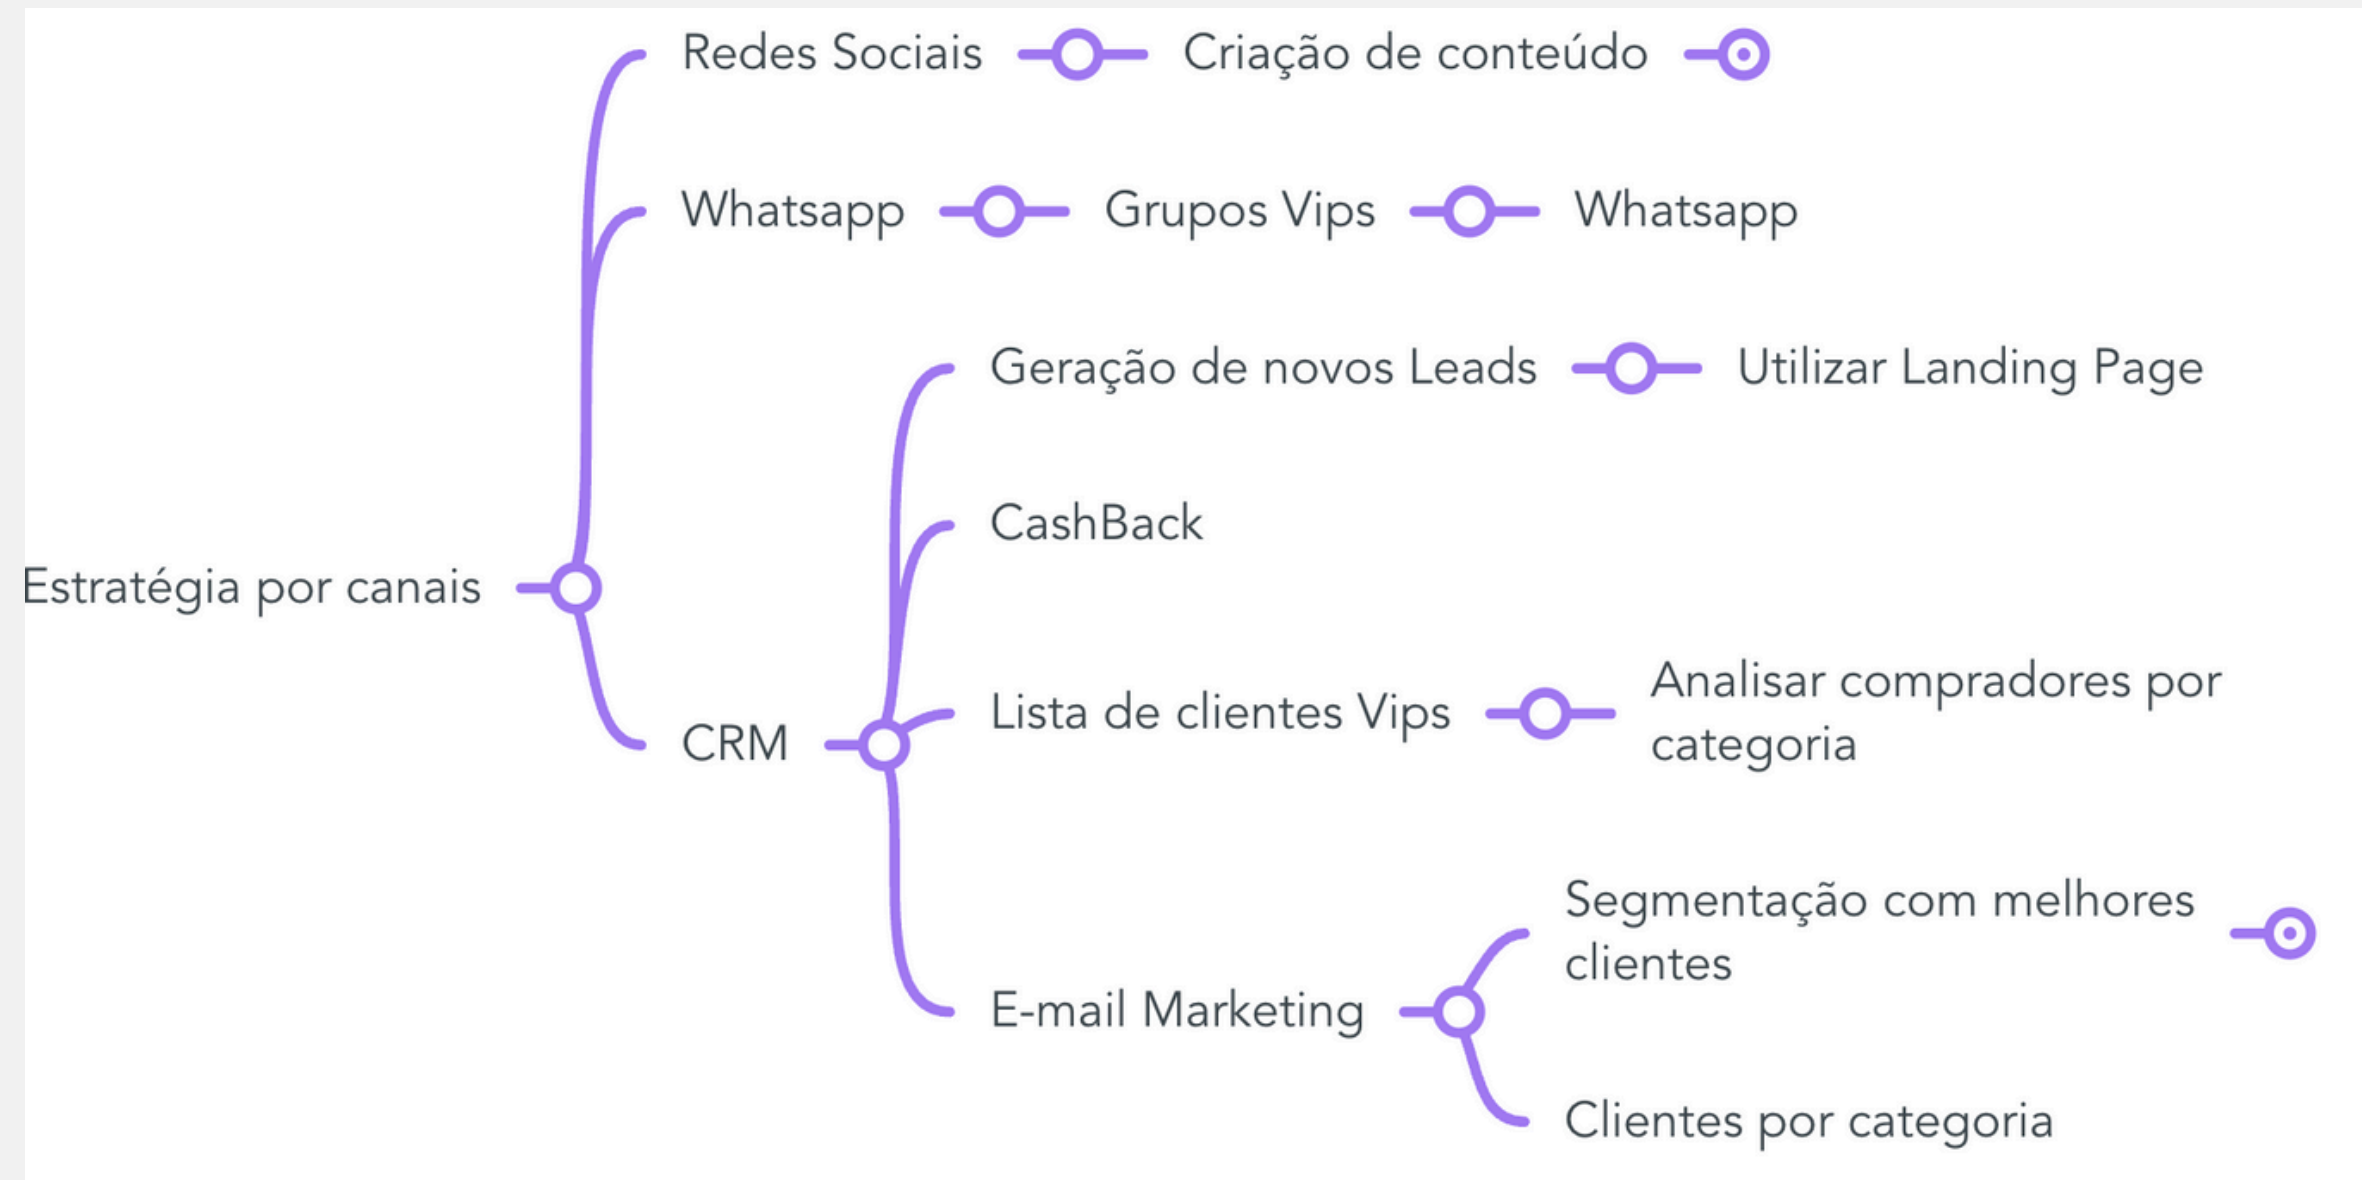 Redes Sociais
Criação de conteúdo
Whatsapp
Grupos Vips
Whatsapp
Geração de novos Leads
Utilizar Landing Page
CashBack
Estratégia por canais
Lista de clientes Vips
Analisar compradores por
categoria
CRM
Segmentação com melhores
clientes
E-mail Marketing
Clientes por categoria